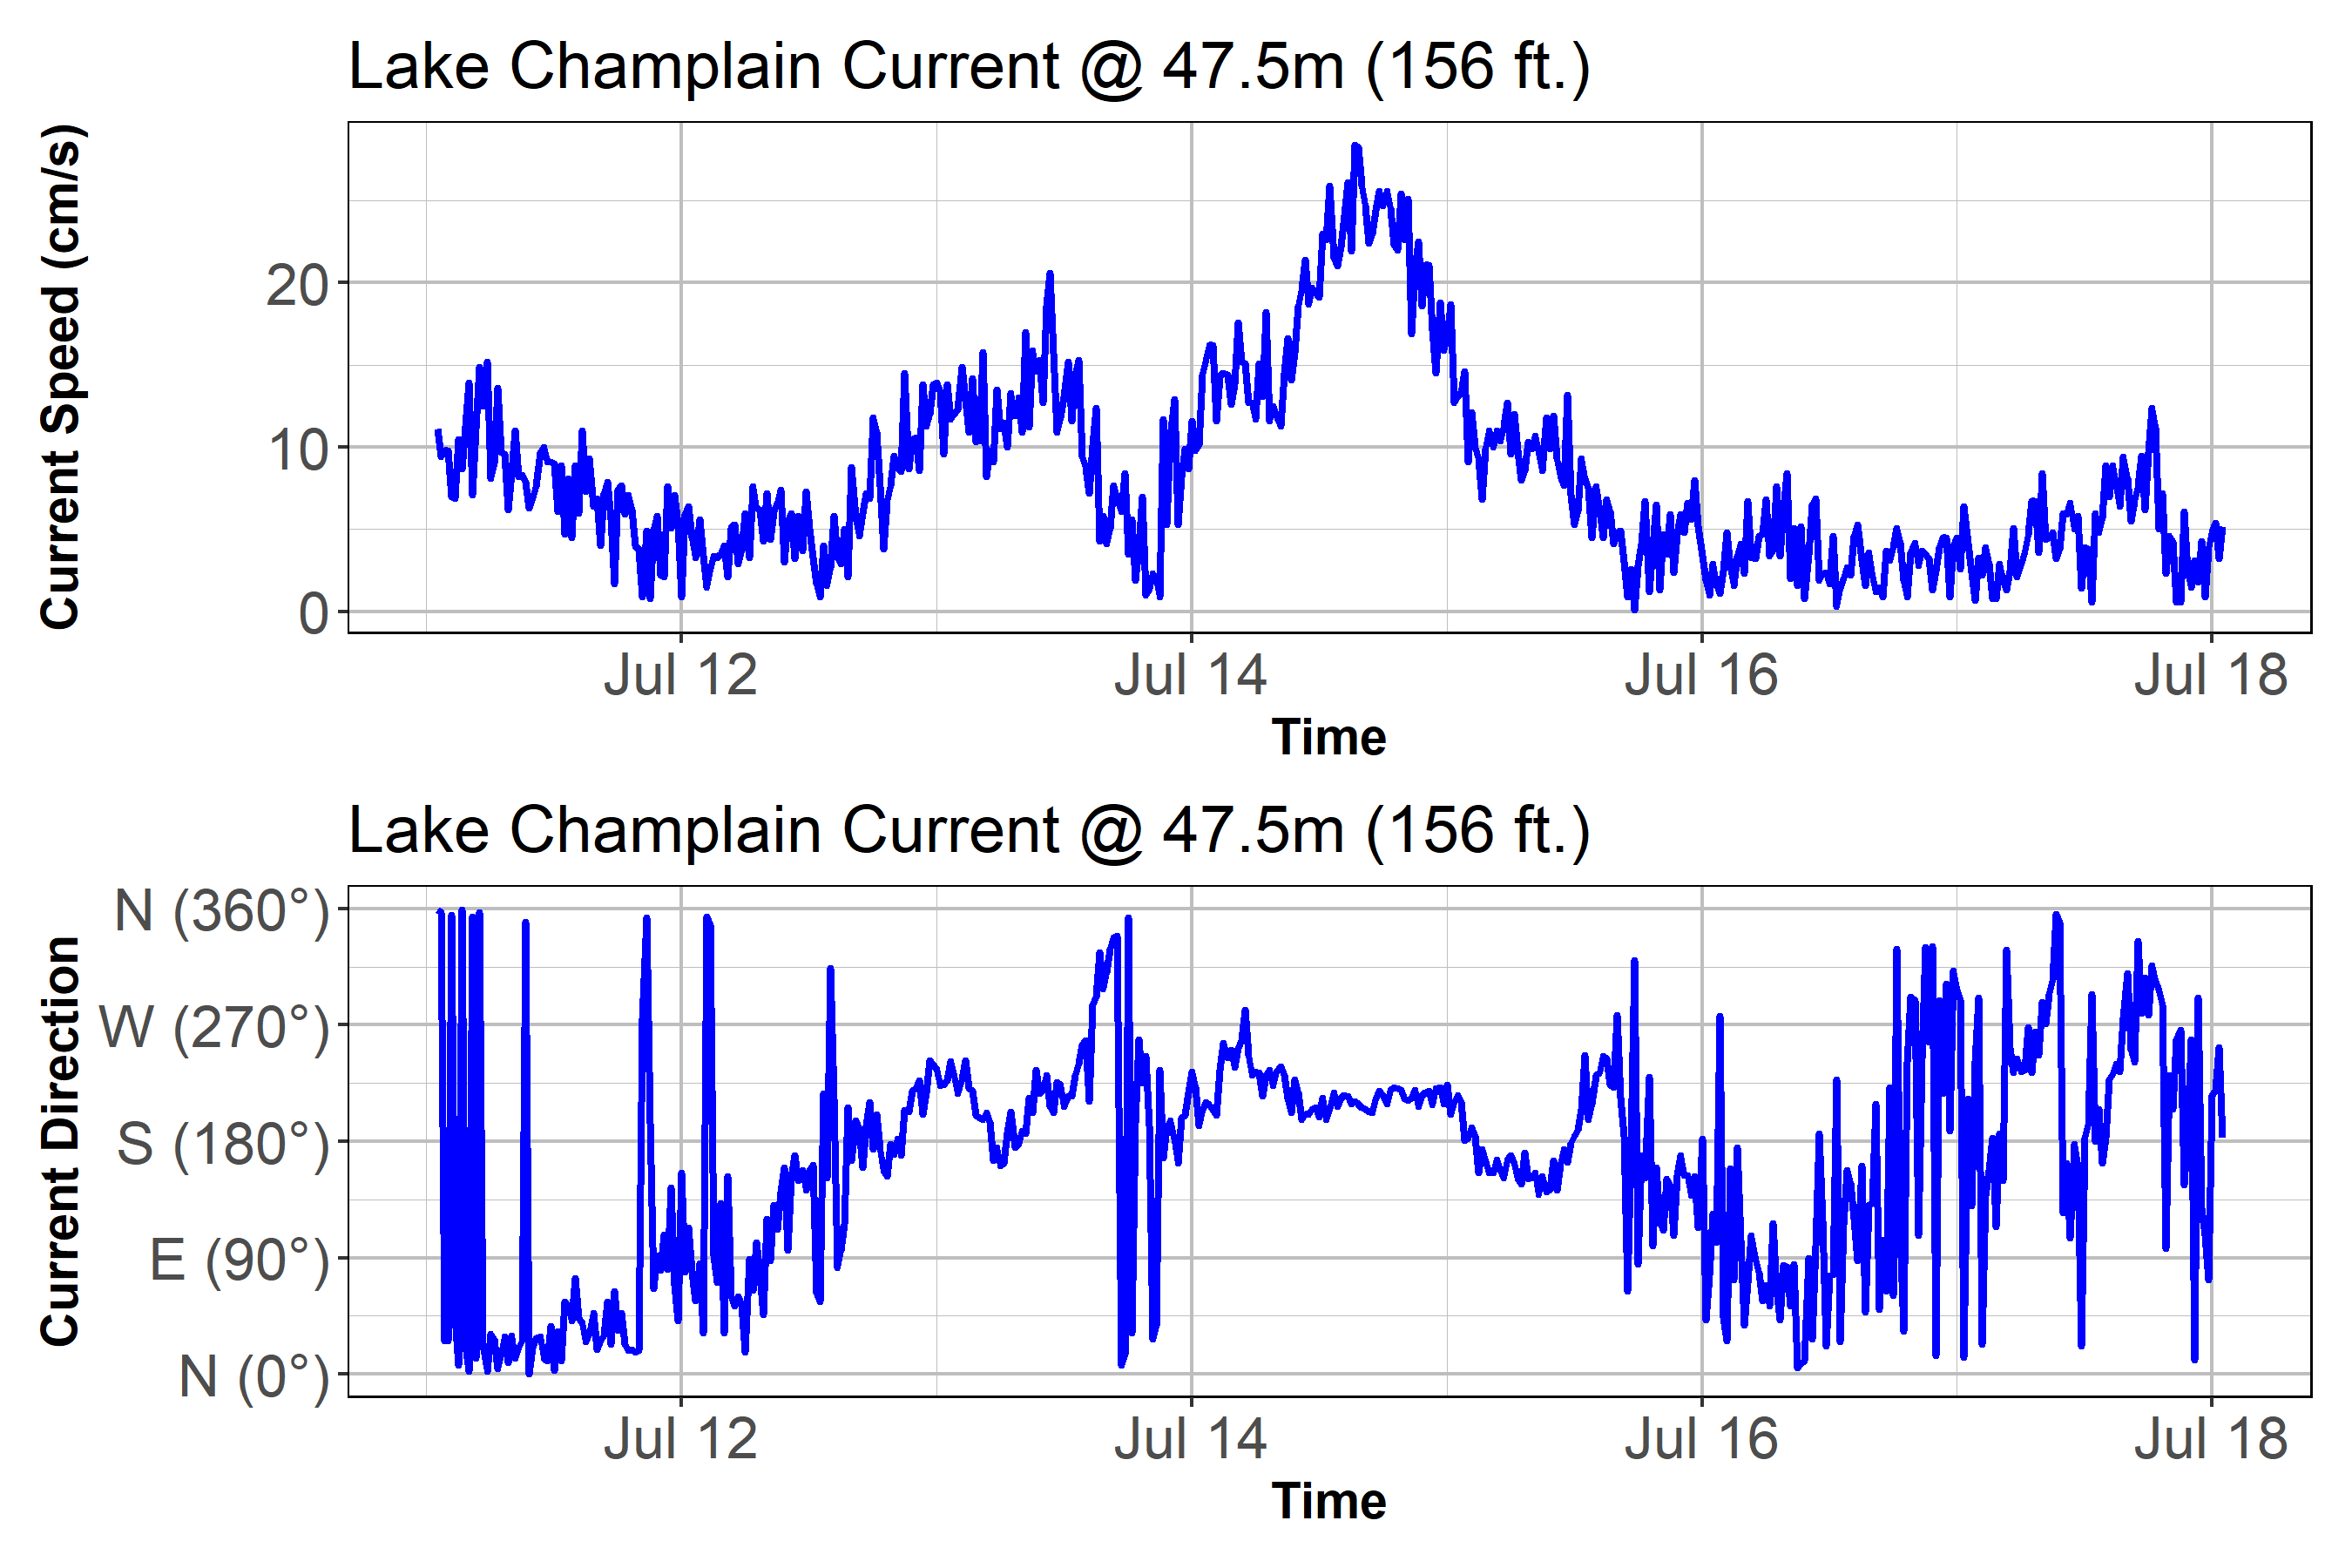 Lake Champlain Current @ 47.5m (156 ft.)
Current Speed (cm/s)
20
10
0
Jul 12 Jul 14 Jul 16 Jul 18
Time
Lake Champlain Current @ 47.5m (156 ft.)
Current Direction
N (360°)
W (270°)
S (180°)
E (90°)
N (0°)
Jul 12 Jul 14 Jul 16 Jul 18
Time